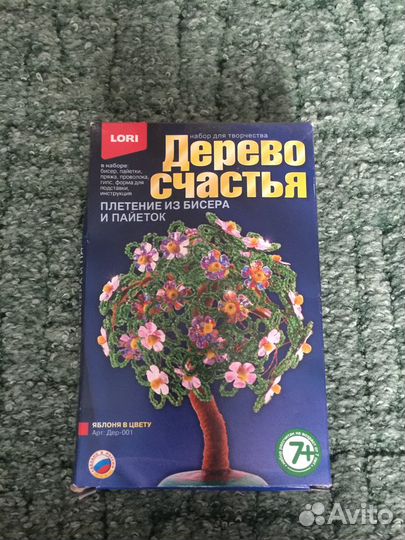 LORI
набор для творчества
Дерево
счастья
в наборе:
бисер, пайетки,
пряжа, проволока,
гипс, форма для
подставки,
инструкция
ПЛЕТЕНИЕ ИЗ БИСЕРА
И ПАЙЕТОК
ЯБЛОНЯ В ЦВЕТУ
Арт. Дер-001
7+
Avito